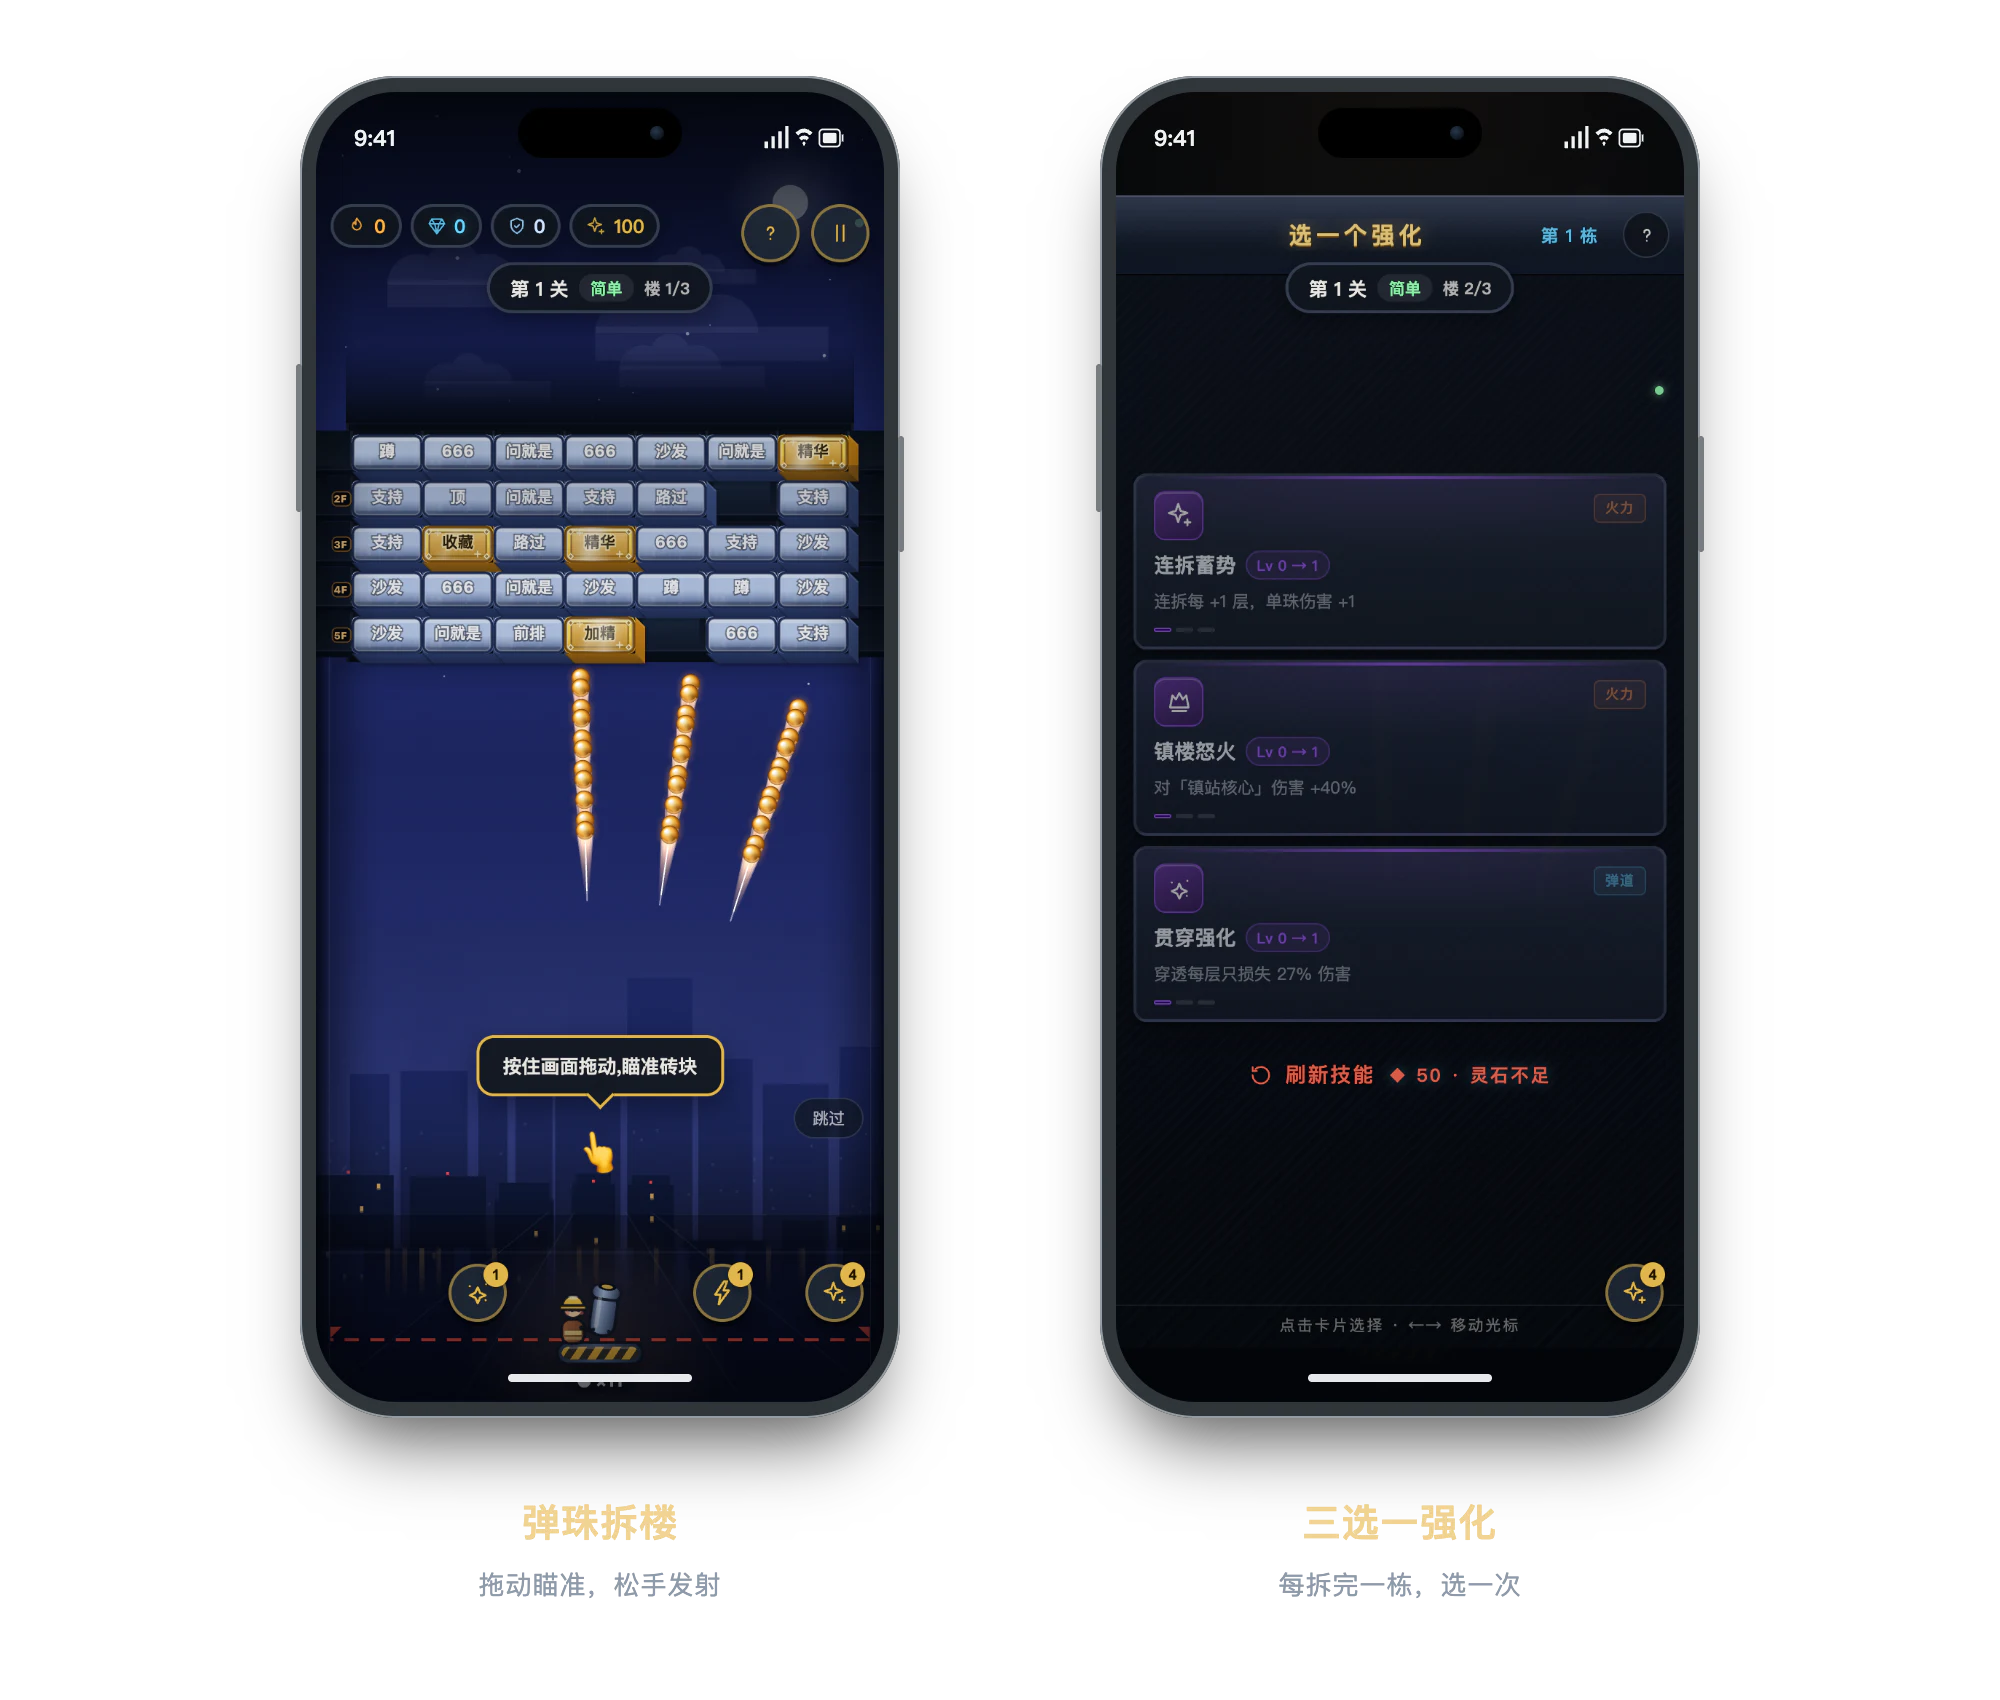 9:41
0 0 0 100 ?
第 1 关 简单 楼 1/3
蹲 666 问就是 666 沙发 问就是 精华
2F 支持 顶 问就是 支持 路过 支持
3F 支持 收藏 路过 精华 666 支持 沙发
4F 沙发 666 问就是 沙发 蹲 蹲 沙发
5F 沙发 问就是 前排 加精 666 支持
按住画面拖动,瞄准砖块
跳过
1 1 4
弹珠拆楼
拖动瞄准，松手发射
9:41
选一个强化 第 1 栋 ?
第 1 关 简单 楼 2/3
火力
连拆蓄势 Lv 0→1
连拆每 +1 层，单珠伤害 +1
火力
镇楼怒火 Lv 0→1
对「镇站核心」伤害 +40%
弹道
贯穿强化 Lv 0→1
穿透每层只损失 27% 伤害
刷新技能 ◆ 50 · 灵石不足
4
点击卡片选择 · ←→ 移动光标
三选一强化
每拆完一栋，选一次